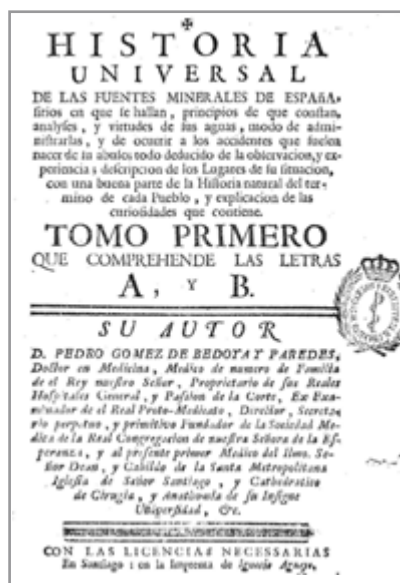 HISTORIA
UNIVERSAL
DE LAS FUENTES MINERALES DE ESPAÑA,
sitios en que se hallan, principios de que constan,
analyses, y virtudes de sus aguas, modo de admi-
nistrarlas, y de ocurrir a los accidentes que suelen
nacer de su abuso: todo deducido de la observacion, y ex-
periencia; descripcion de los Lugares de su situacion,
con una buena parte de la Historia natural del ter-
mino de cada Pueblo, y explicacion de las
curiosidades que contiene.
TOMO PRIMERO
QUE COMPREHENDE LAS LETRAS
A, Y B.
SU AUTOR
D. PEDRO GOMEZ DE BEDOYA Y PAREDES,
Doctor en Medicina, Medico de numero de Familia
de el Rey nuestro Señor, Proprietario de sus Reales
Hospitales General, y Passion de la Corte, Ex Exa-
minador de el Real Proto-Medicato, Director, Secreta-
rio perpetuo, y primitivo Fundador de la Sociedad Me-
dica de la Real Congregacion de nuestra Señora de la Es-
peranza, y al presente primer Medico del Ilmo. Se-
ñor Dean, y Cabildo de la Santa Metropolitana
Iglesia de Señor Santiago, y Cathedratico
de Cirugia, y Anathomia de su Insigne
Universidad, &c.
CON LAS LICENCIAS NECESSARIAS
En Santiago: en la Imprenta de Ignacio Aguayo.